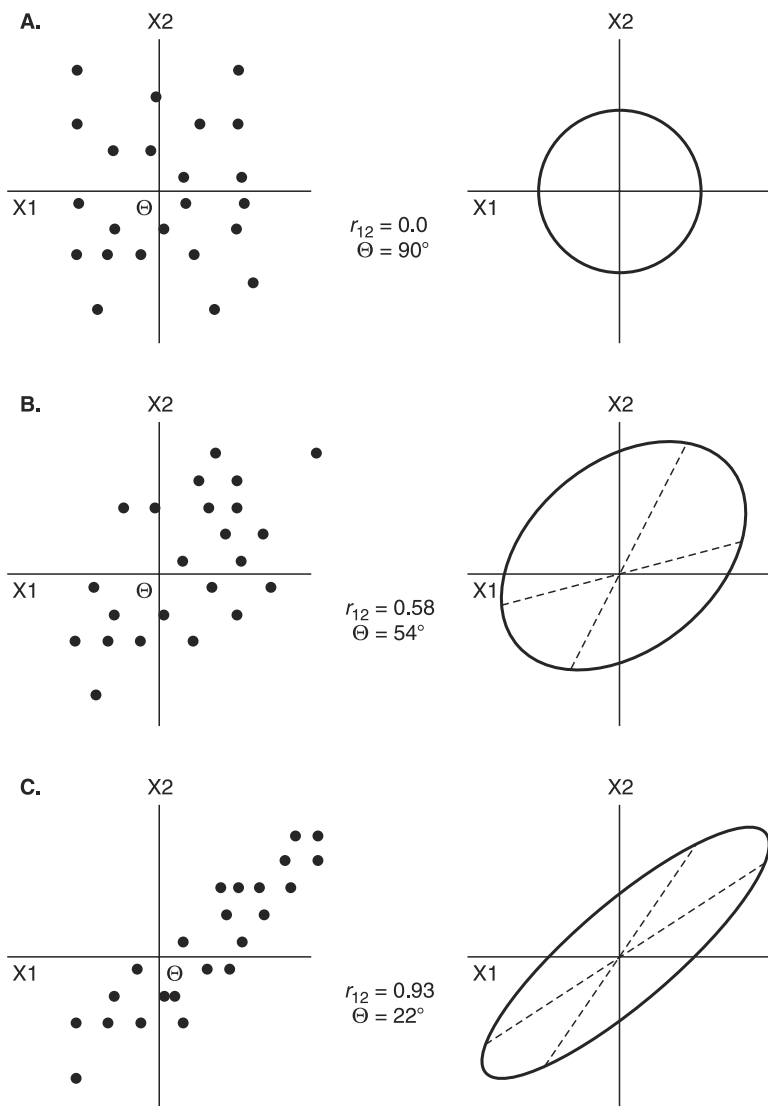 A.
X2
X2
X1
Θ
X1
r12 = 0.0
Θ = 90°
B.
X2
X2
X1
Θ
X1
r12 = 0.58
Θ = 54°
C.
X2
X2
X1
Θ
X1
r12 = 0.93
Θ = 22°